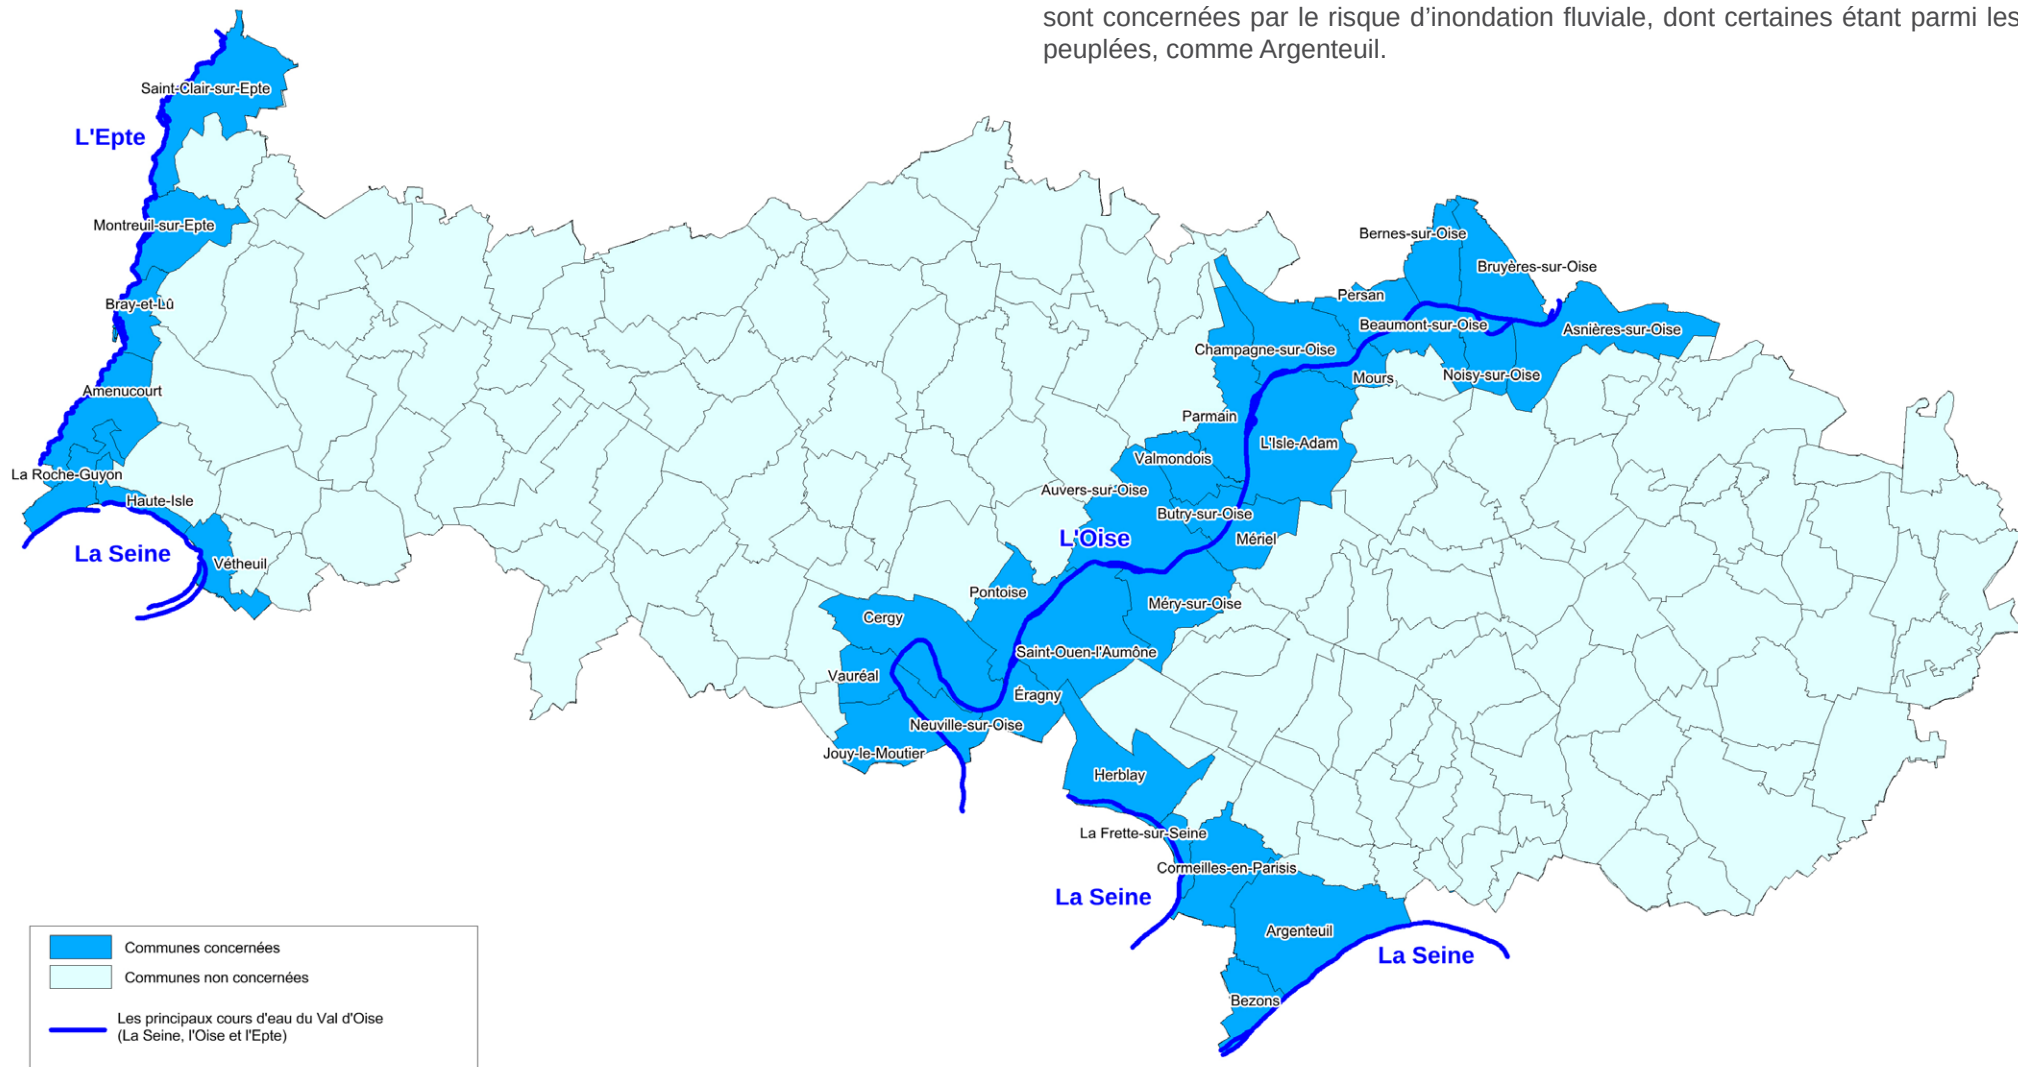 sont concernées par le risque d’inondation fluviale, dont certaines étant parmi les
peuplées, comme Argenteuil.
Saint-Clair-sur-Epte
L'Epte
Montreuil-sur-Epte
Bernes-sur-Oise
Bruyères-sur-Oise
Bray-et-Lû
Persan
Beaumont-sur-Oise
Asnières-sur-Oise
Champagne-sur-Oise
Amenucourt
Mours
Noisy-sur-Oise
Parmain
L'Isle-Adam
Valmondois
La Roche-Guyon
Auvers-sur-Oise
Haute-Isle
Butry-sur-Oise
L'Oise
Mériel
La Seine
Vétheuil
Pontoise
Méry-sur-Oise
Cergy
Saint-Ouen-l'Aumône
Vauréal
Éragny
Neuville-sur-Oise
Jouy-le-Moutier
Herblay
La Frette-sur-Seine
Cormeilles-en-Parisis
La Seine
Argenteuil
La Seine
Bezons
Communes concernées
Communes non concernées
Les principaux cours d'eau du Val d'Oise
(La Seine, l'Oise et l'Epte)